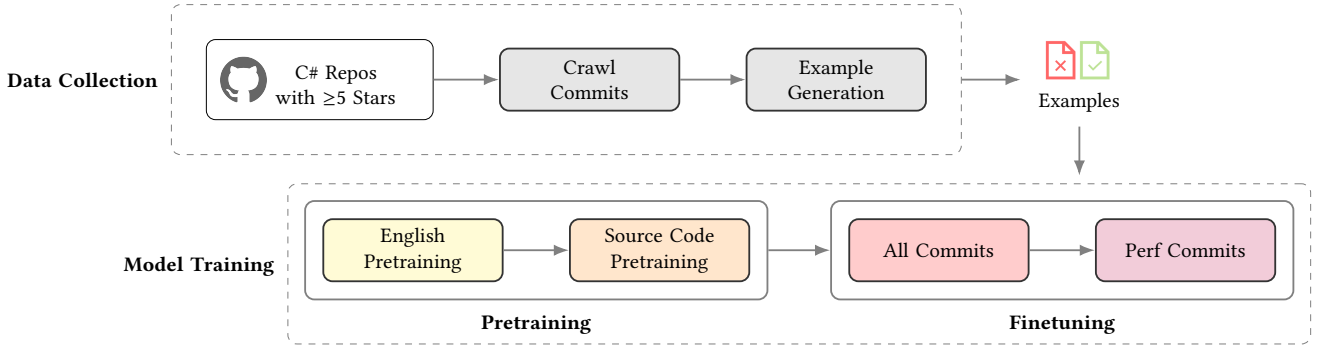 Data Collection
C# Repos
with ≥5 Stars
Crawl
Commits
Example
Generation
Examples
Model Training
English
Pretraining
Source Code
Pretraining
All Commits
Perf Commits
Pretraining
Finetuning